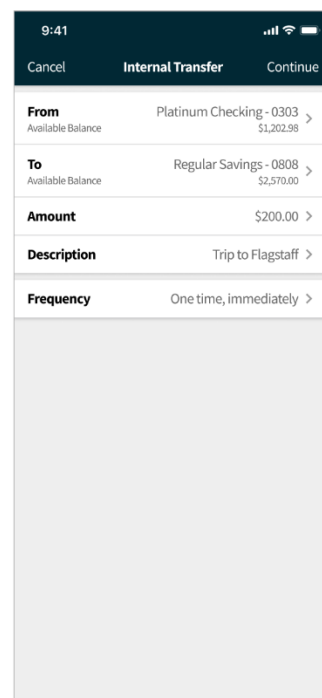 9:41
Cancel Internal Transfer Continue
From Platinum Checking - 0303
Available Balance $1,202.98
To Regular Savings - 0808
Available Balance $2,570.00
Amount $200.00
Description Trip to Flagstaff
Frequency One time, immediately